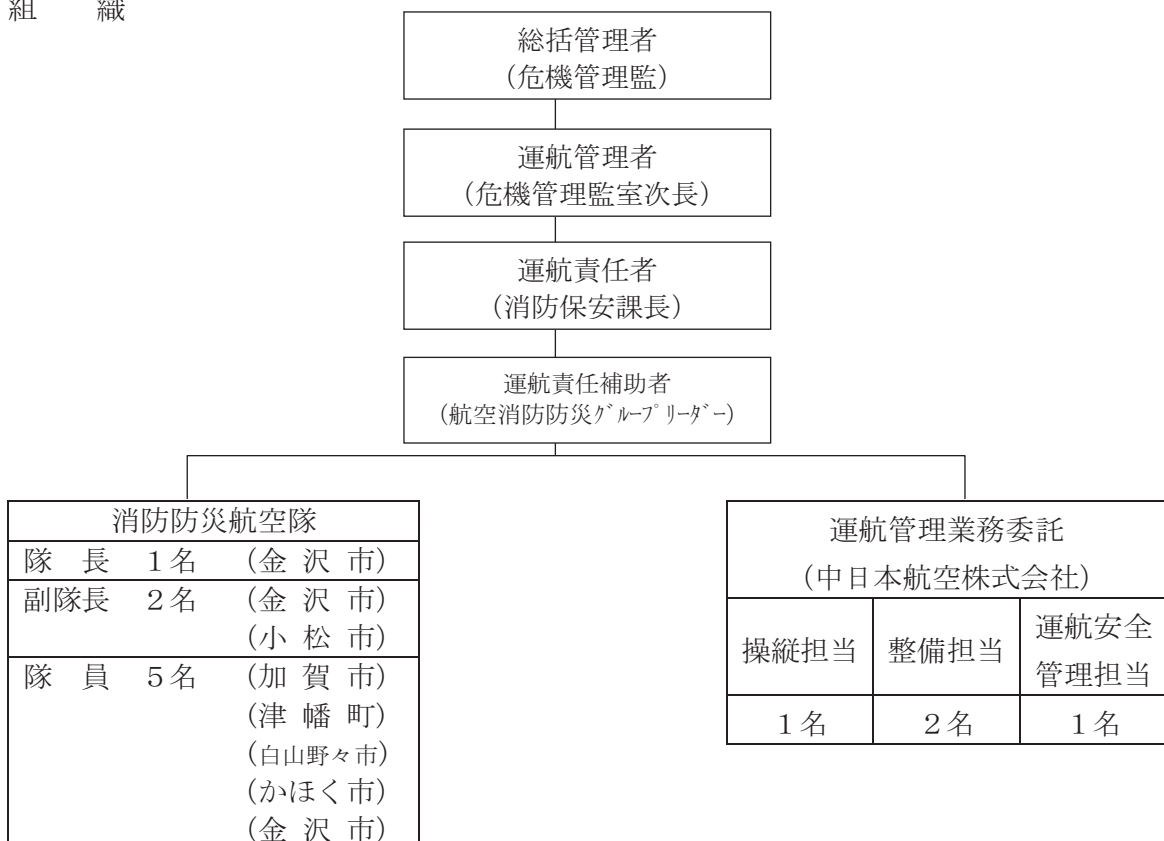 組 織
総括管理者
(危機管理監)
運航管理者
(危機管理監室次長)
運航責任者
(消防保安課長)
運航責任補助者
(航空消防防災ｸﾞﾙｰﾌﾟﾘｰﾀﾞｰ)
消防防災航空隊
隊 長 １名 (金 沢 市)
副隊長 ２名 (金 沢 市)
(小 松 市)
隊 員 ５名 (加 賀 市)
(津 幡 町)
(白山野々市)
(かほく市)
(金 沢 市)
運航管理業務委託
(中日本航空株式会社)
操縦担当 整備担当 運航安全
管理担当
１名 ２名 １名